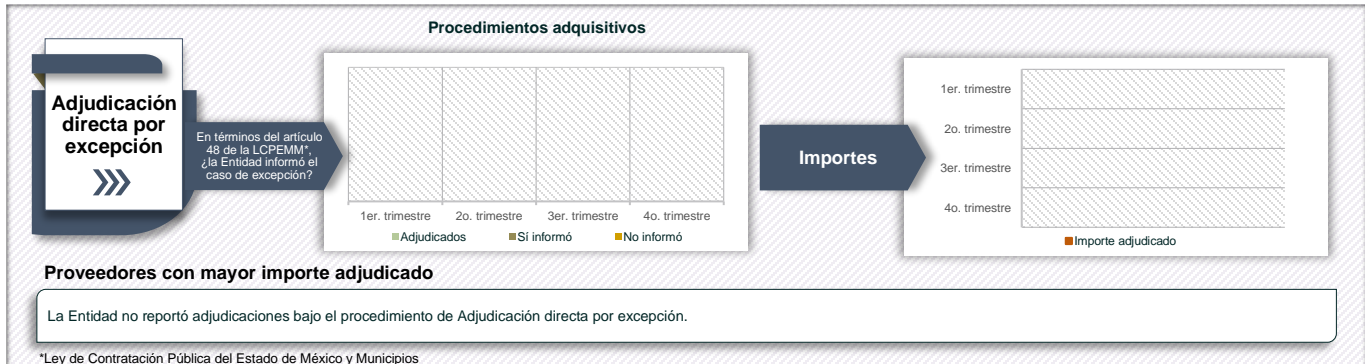 Procedimientos adquisitivos
Adjudicación
directa por
excepción
En términos del artículo
48 de la LCPEMM*,
¿la Entidad informó el
caso de excepción?
1er. trimestre 2o. trimestre 3er. trimestre 4o. trimestre
Adjudicados Sí informó No informó
Importes
1er. trimestre
2o. trimestre
3er. trimestre
4o. trimestre
Importe adjudicado
Proveedores con mayor importe adjudicado
La Entidad no reportó adjudicaciones bajo el procedimiento de Adjudicación directa por excepción.
*Ley de Contratación Pública del Estado de México y Municipios